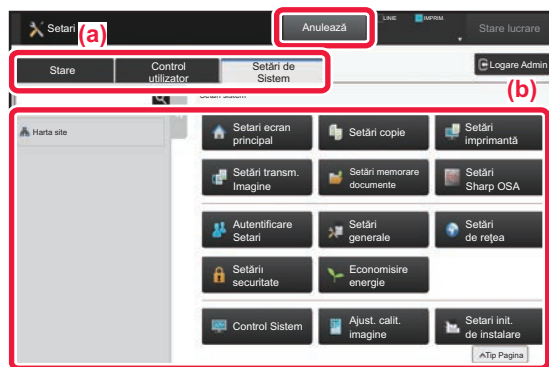 Setari
(a)
Anulează
LINIE
IMPRIM.
Stare lucrare
Stare
Control
utilizator
Setări de
Sistem
Logare Admin
(b)
Harta site
Setari ecran
principal
Setări copie
Setări
imprimantă
Setări transm.
Imagine
Setări memorare
documente
Setări
Sharp OSA
Autentificare
Setari
Setări
generale
Setări
de reţea
Setării
securitate
Economisire
energie
Control Sistem
Ajust. calit.
imagine
Setari init.
de instalare
Tip Pagina